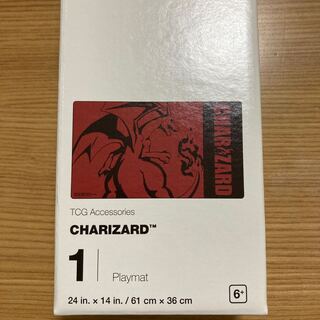 CHARIZARD
TCG Accessories
CHARIZARD™
1 Playmat
24 in. × 14 in. / 61 cm × 36 cm
6+